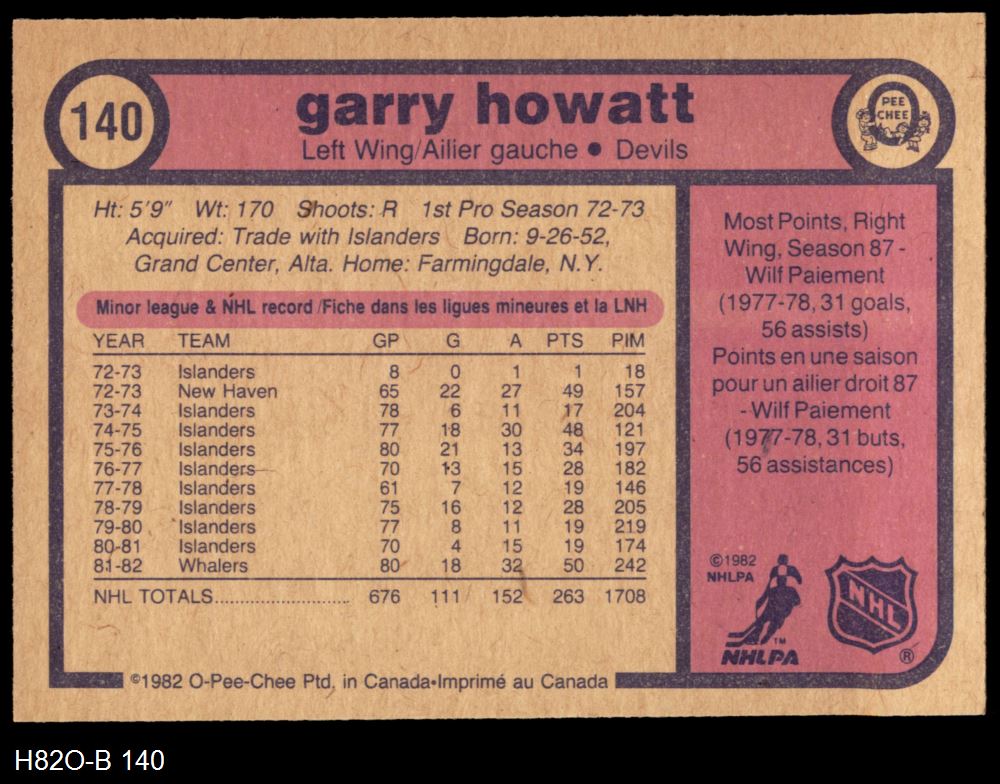 140
garry howatt
Left Wing/Ailier gauche • Devils
PEE
CHEE
Ht: 5'9" Wt: 170 Shoots: R 1st Pro Season 72-73
Acquired: Trade with Islanders Born: 9-26-52,
Grand Center, Alta. Home: Farmingdale, N.Y.
Minor league & NHL record /Fiche dans les ligues mineures et la LNH
YEAR TEAM GP G A PTS PIM
72-73 Islanders 8 0 1 1 18
72-73 New Haven 65 22 27 49 157
73-74 Islanders 78 6 11 17 204
74-75 Islanders 77 18 30 48 121
75-76 Islanders 80 21 13 34 197
76-77 Islanders 70 13 15 28 182
77-78 Islanders 61 7 12 19 146
78-79 Islanders 75 16 12 28 205
79-80 Islanders 77 8 11 19 219
80-81 Islanders 70 4 15 19 174
81-82 Whalers 80 18 32 50 242
NHL TOTALS............................ 676 111 152 263 1708
©1982 O-Pee-Chee Ptd. in Canada•Imprimé au Canada
Most Points, Right
Wing, Season 87 -
Wilf Paiement
(1977-78, 31 goals,
56 assists)
Points en une saison
pour un ailier droit 87
- Wilf Paiement
(1977-78, 31 buts,
56 assistances)
©1982
NHLPA
TM
NHLPA
NHL
®
H82O-B 140